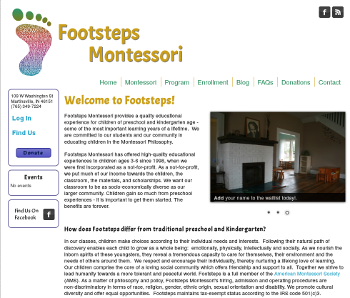 Footsteps
Montessori
Home Montessori Program Enrollment Blog FAQs Donations Contact
109 W Washington St
Martinsville, IN 46151
(765) 349-7224
Log In
Find Us
Donate
Events
No events
Find Us On
Facebook
Welcome to Footsteps!
Footsteps Montessori provides a quality educational
experience for children of preschool and kindergarten age -
some of the most important learning years of a lifetime. We
are committed to our students and our community in
educating children in the Montessori Philosophy.
Footsteps Montessori has offered high-quality educational
experiences to children ages 3-6 since 1998, when we
were first incorporated as a not-for-profit. As a not-for-profit,
we put much of our income towards the children, the
classroom, the materials, and scholarships. We want our
classroom to be as socio-economically diverse as our
larger community. Children gain so much from preschool
experiences - it is important to get them started. The
benefits are forever.
Add your name to the waitlist today!
How does Footsteps differ from traditional preschool and Kindergarten?
In our classes, children make choices according to their individual needs and interests. Following their natural path of
discovery enables each child to grow as a whole being: emotionally, physically, intellectually and socially. As we nourish the
inborn spirits of these youngsters, they reveal a tremendous capacity to care for themselves, their environment and the
needs of others around them. We respect and encourage their individuality, thereby nurturing a lifelong love of learning.
Our children comprise the core of a living social community which offers friendship and support to all. Together we strive to
lead humanity towards a more tolerant and peaceful world. Footsteps is a full member of the American Montessori Society
(AMS). As a matter of philosophy and policy, Footsteps Montessori's hiring, admission and operating procedures are
non-discriminatory in terms of race, religion, gender, ethnic origin, sexual orientation and disability. We promote cultural
diversity and offer equal opportunities. Footsteps maintains tax-exempt status according to the IRS code 501(c)3.